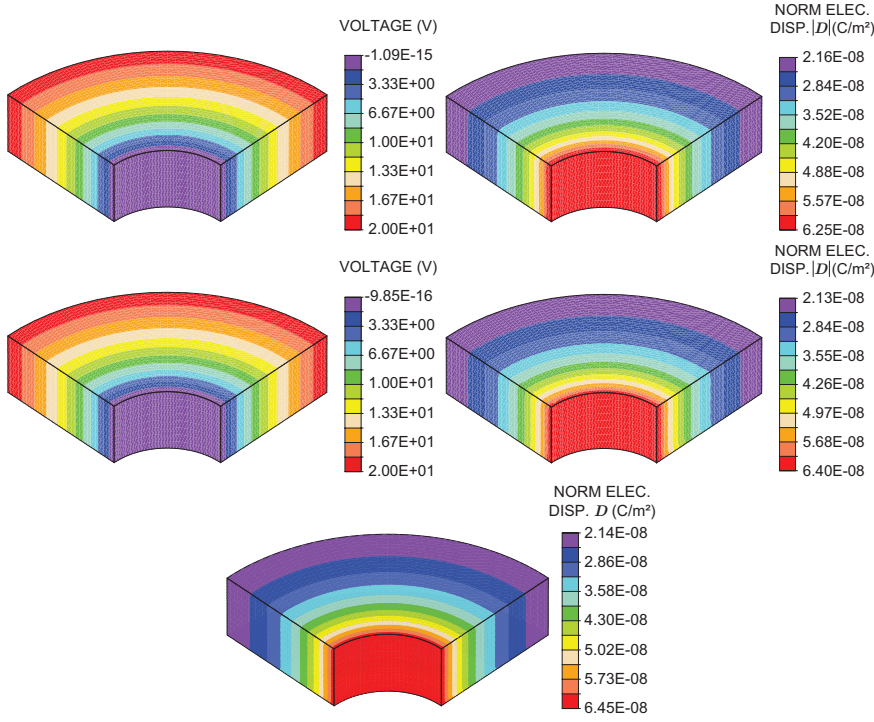 VOLTAGE (V)
-1.09E-15
3.33E+00
6.67E+00
1.00E+01
1.33E+01
1.67E+01
2.00E+01
NORM ELEC.
DISP. |D| (C/m²)
2.16E-08
2.84E-08
3.52E-08
4.20E-08
4.88E-08
5.57E-08
6.25E-08
VOLTAGE (V)
-9.85E-16
3.33E+00
6.67E+00
1.00E+01
1.33E+01
1.67E+01
2.00E+01
NORM ELEC.
DISP. |D| (C/m²)
2.13E-08
2.84E-08
3.55E-08
4.26E-08
4.97E-08
5.68E-08
6.40E-08
NORM ELEC.
DISP. D (C/m²)
2.14E-08
2.86E-08
3.58E-08
4.30E-08
5.02E-08
5.73E-08
6.45E-08